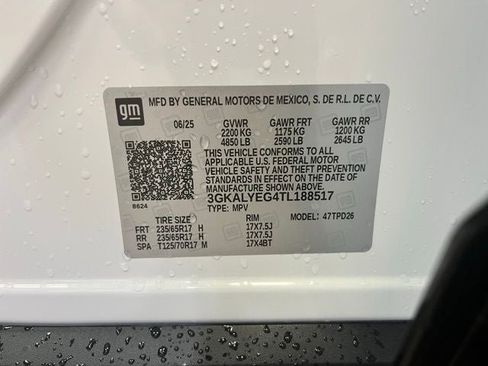 gm
MFD BY GENERAL MOTORS DE MEXICO, S. DE R.L. DE C.V.
06/25 GVWR GAWR FRT GAWR RR
2200 KG 1175 KG 1200 KG
4850 LB 2590 LB 2645 LB
THIS VEHICLE CONFORMS TO ALL
APPLICABLE U.S. FEDERAL MOTOR
VEHICLE SAFETY AND THEFT PREVENTION
STANDARDS IN EFFECT ON THE DATE OF
MANUFACTURE SHOWN ABOVE.
8624 3GKALYEG4TL188517
TYPE: MPV
TIRE SIZE RIM MODEL: 47TPD26
FRT 235/65R17 H 17X7.5J
RR 235/65R17 H 17X7.5J
SPA T125/70R17 M 17X4BT